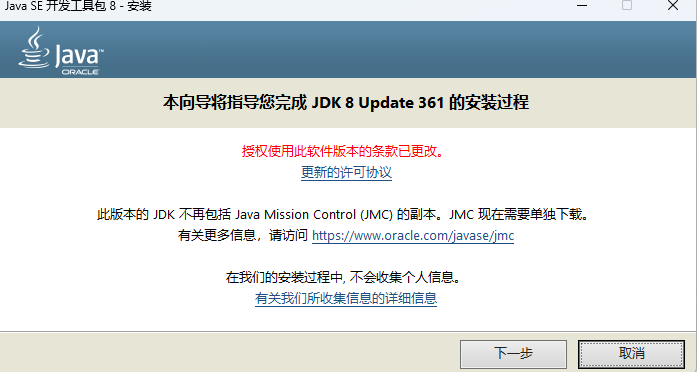 Java SE 开发工具包 8 - 安装
Java™
ORACLE
本向导将指导您完成 JDK 8 Update 361 的安装过程
授权使用此软件版本的条款已更改。
更新的许可协议
此版本的 JDK 不再包括 Java Mission Control (JMC) 的副本。JMC 现在需要单独下载。
有关更多信息，请访问 https://www.oracle.com/javase/jmc
在我们的安装过程中, 不会收集个人信息。
有关我们所收集信息的详细信息
下一步
取消